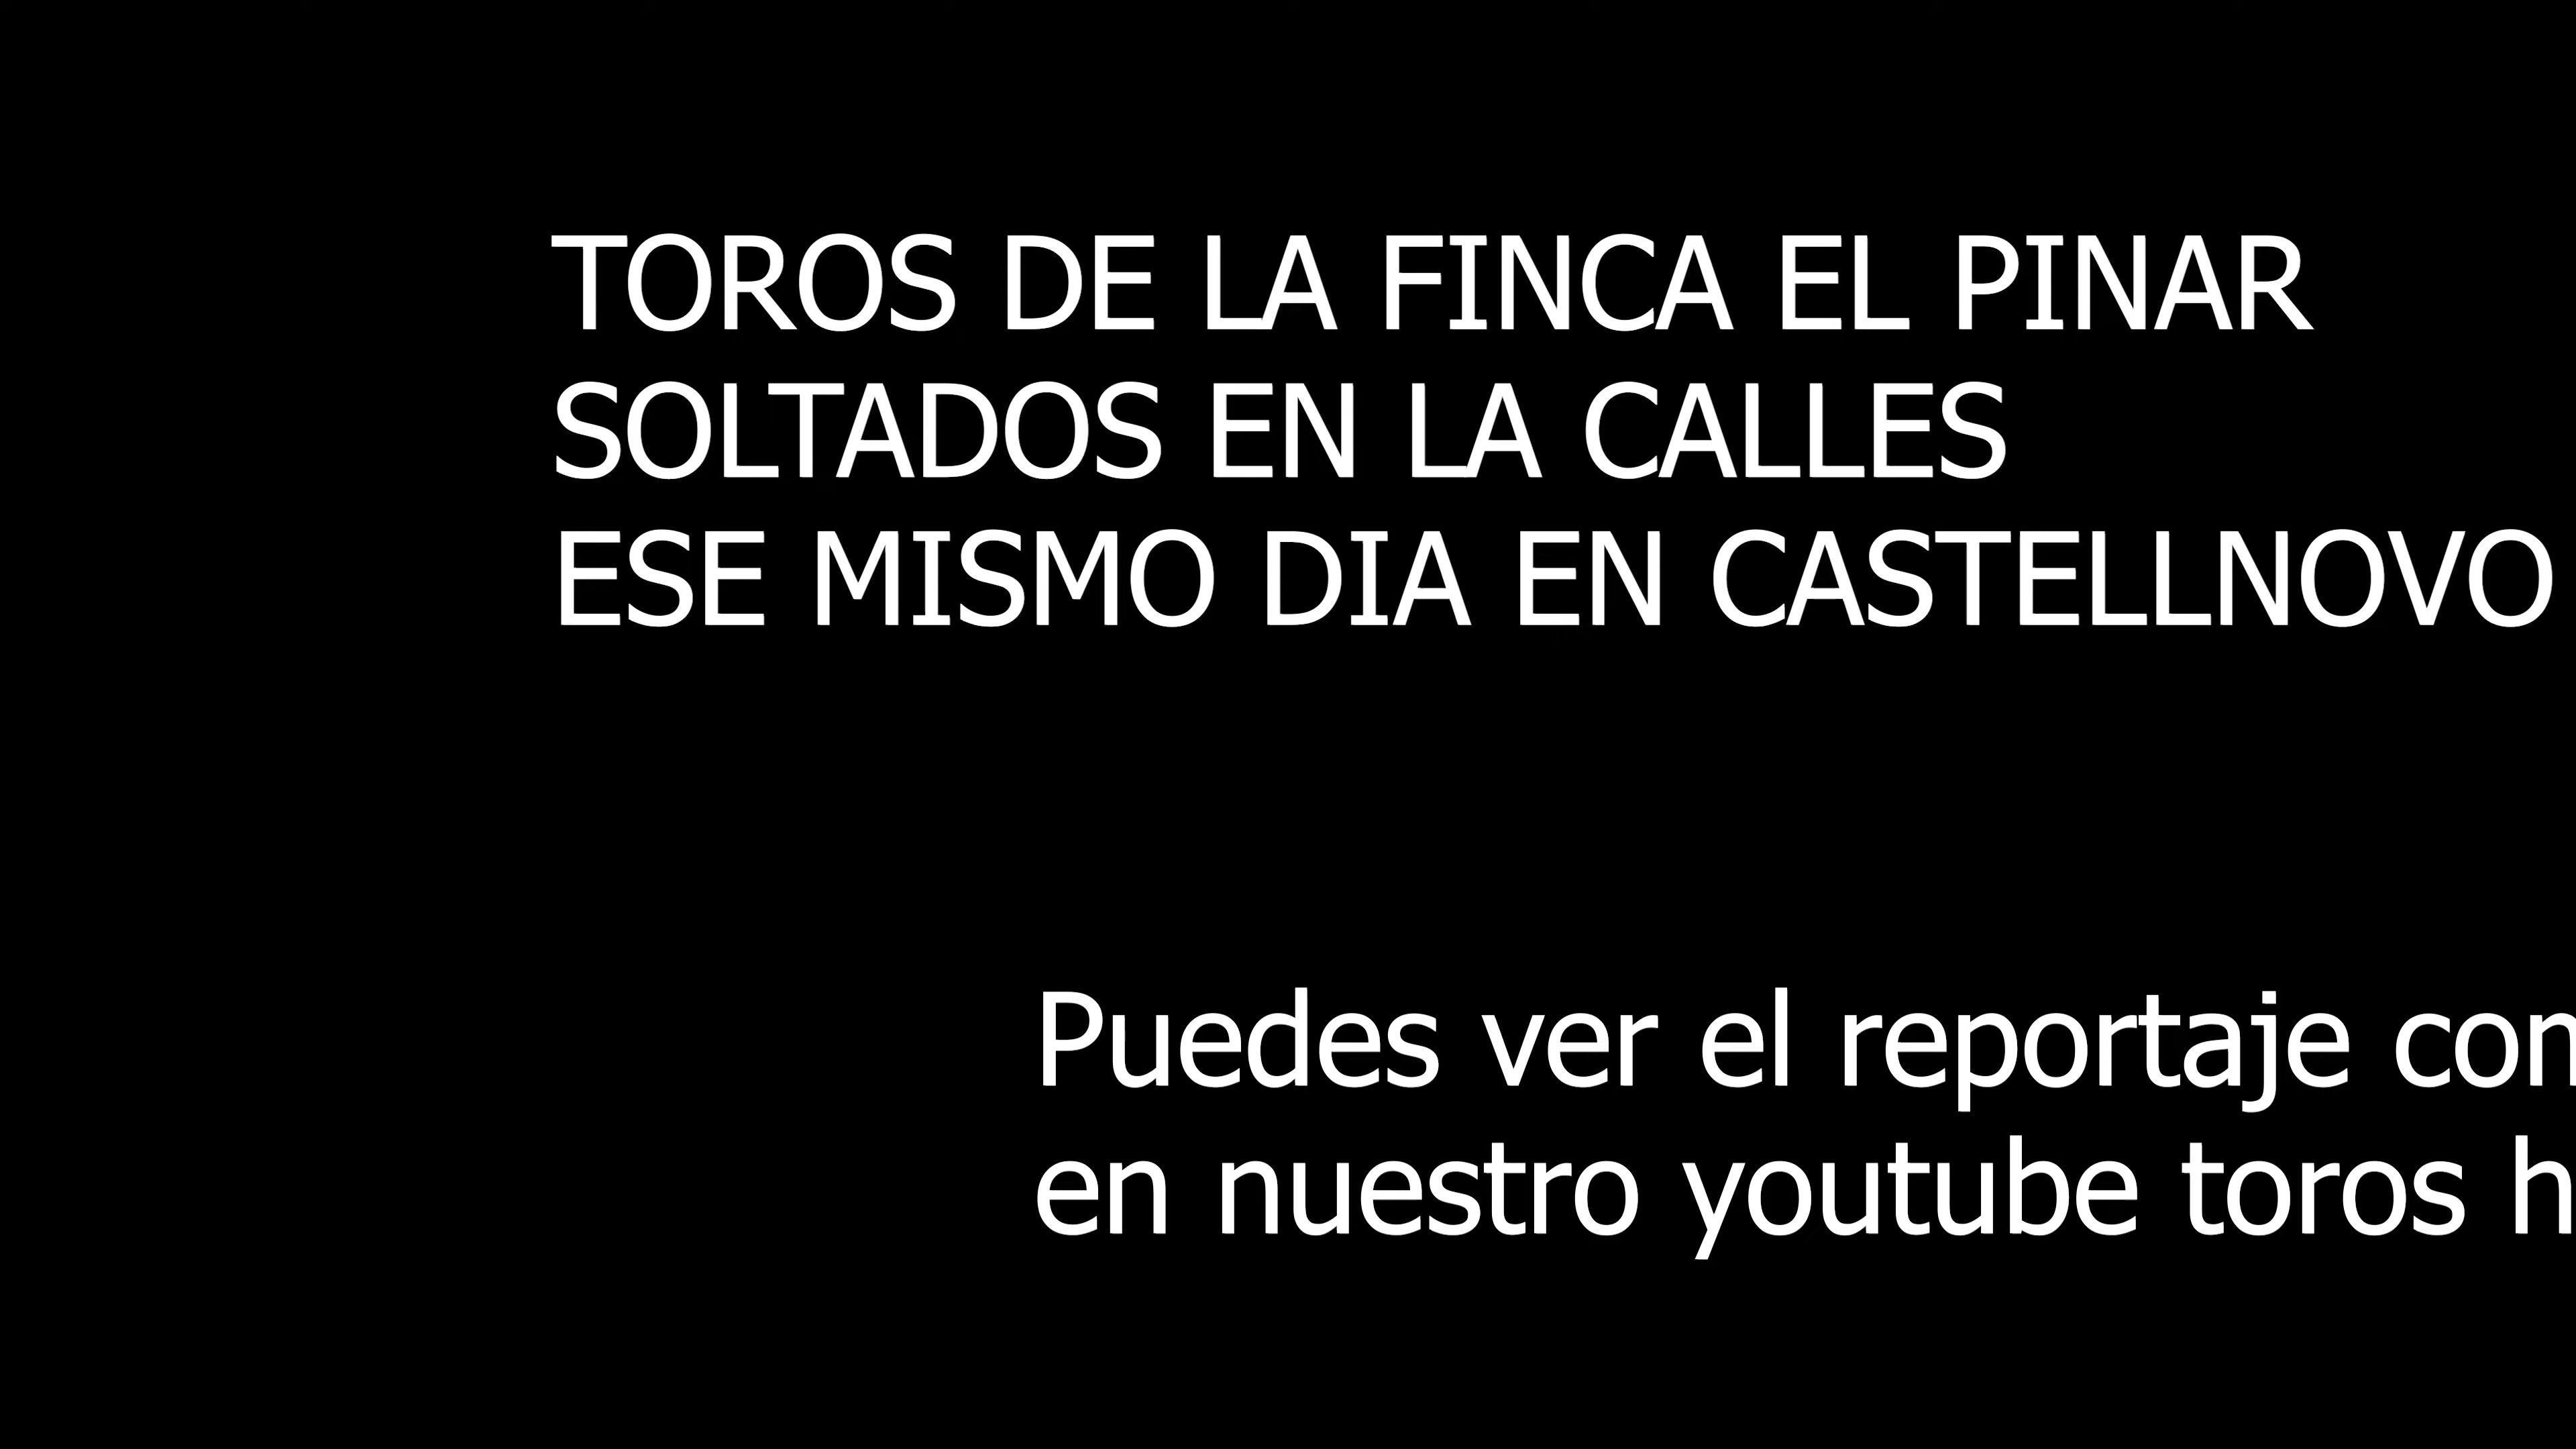 TOROS DE LA FINCA EL PINAR
SOLTADOS EN LA CALLES
ESE MISMO DIA EN CASTELLNOVO
Puedes ver el reportaje
en nuestro youtube toros